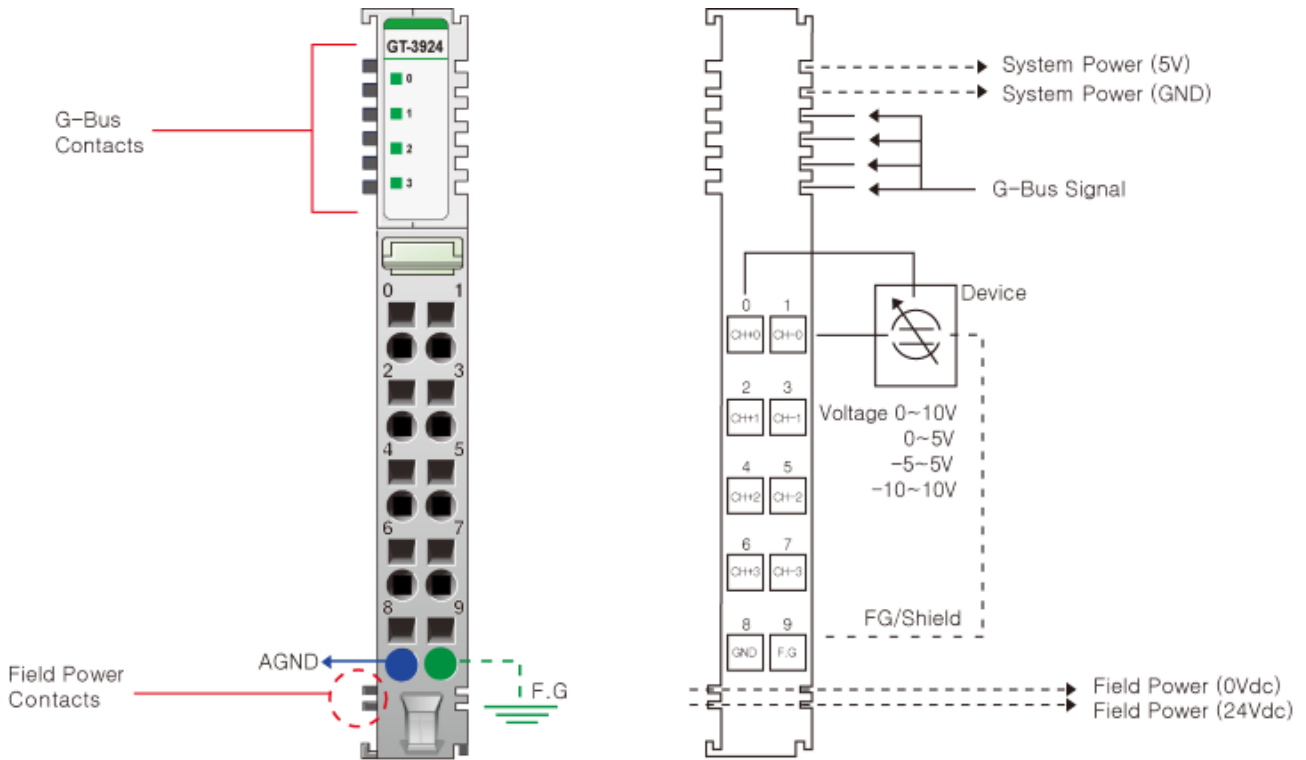 GT-3924
0
1
2
3
G-Bus
Contacts
0 1
2 3
4 5
6 7
8 9
AGND
F.G
Field Power
Contacts
System Power (5V)
System Power (GND)
G-Bus Signal
Device
0 1
CH+0 CH-0
2 3
CH+1 CH-1
Voltage 0~10V
0~5V
-5~5V
-10~10V
4 5
CH+2 CH-2
6 7
CH+3 CH-3
FG/Shield
8 9
GND F.G
Field Power (0Vdc)
Field Power (24Vdc)